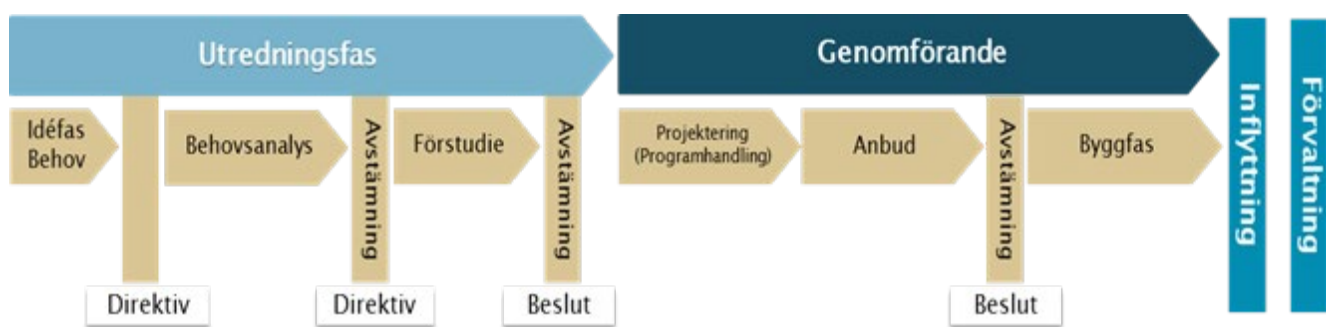 Utredningsfas
Genomförande
Idéfas
Behov
Behovsanalys
Avstämning
Förstudie
Avstämning
Projektering
(Programhandling)
Anbud
Avstämning
Byggfas
Inflyttning
Förvaltning
Direktiv
Direktiv
Beslut
Beslut